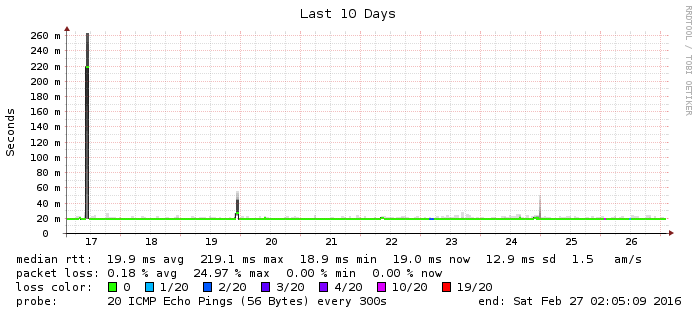 Last 10 Days
RRDTOOL / TOBI OETIKER
Seconds
260 m
240 m
220 m
200 m
180 m
160 m
140 m
120 m
100 m
80 m
60 m
40 m
20 m
0
17 18 19 20 21 22 23 24 25 26
median rtt: 19.9 ms avg 219.1 ms max 18.9 ms min 19.0 ms now 12.9 ms sd 1.5 am/s
packet loss: 0.18 % avg 24.97 % max 0.00 % min 0.00 % now
loss color: 0 1/20 2/20 3/20 4/20 10/20 19/20
probe: 20 ICMP Echo Pings (56 Bytes) every 300s end: Sat Feb 27 02:05:09 2016